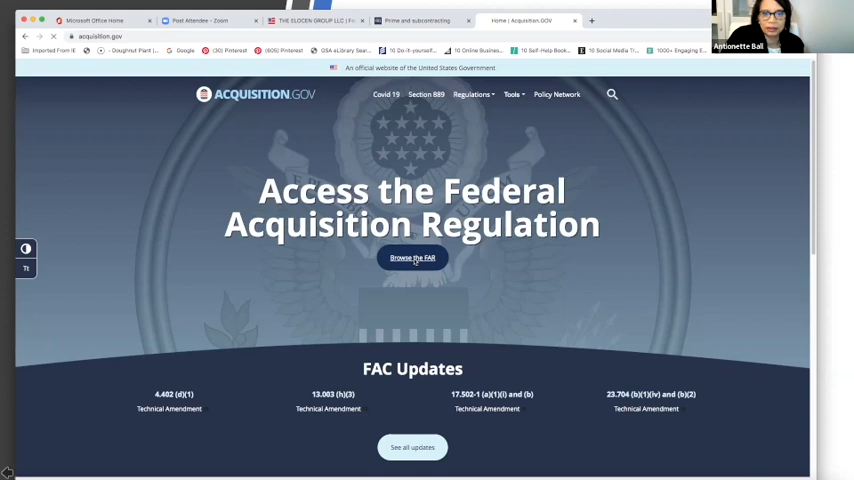 Microsoft Office Home
Post Attendee - Zoom
THE ELOCEN GROUP LLC | F
Prime and subcontracting
Home | Acquisition.GOV
acquisition.gov
Imported From IE
- Doughnut Plant |
Google
(30) Pinterest
(605) Pinterest
GSA eLibrary Sear...
10 Do-it-yourself...
10 Online Busines...
10 Self-Help Book...
10 Social Media Tr...
1000+ Engaging E...
Antionette Ball
An official website of the United States Government
ACQUISITION.GOV
Covid 19
Section 889
Regulations
Tools
Policy Network
Access the Federal
Acquisition Regulation
Tt
Browse the FAR
FAC Updates
4.402 (d)(1)
13.003 (h)(3)
17.502-1 (a)(1)(i) and (b)
23.704 (b)(1)(iv) and (b)(2)
Technical Amendment
Technical Amendment
Technical Amendment
Technical Amendment
See all updates